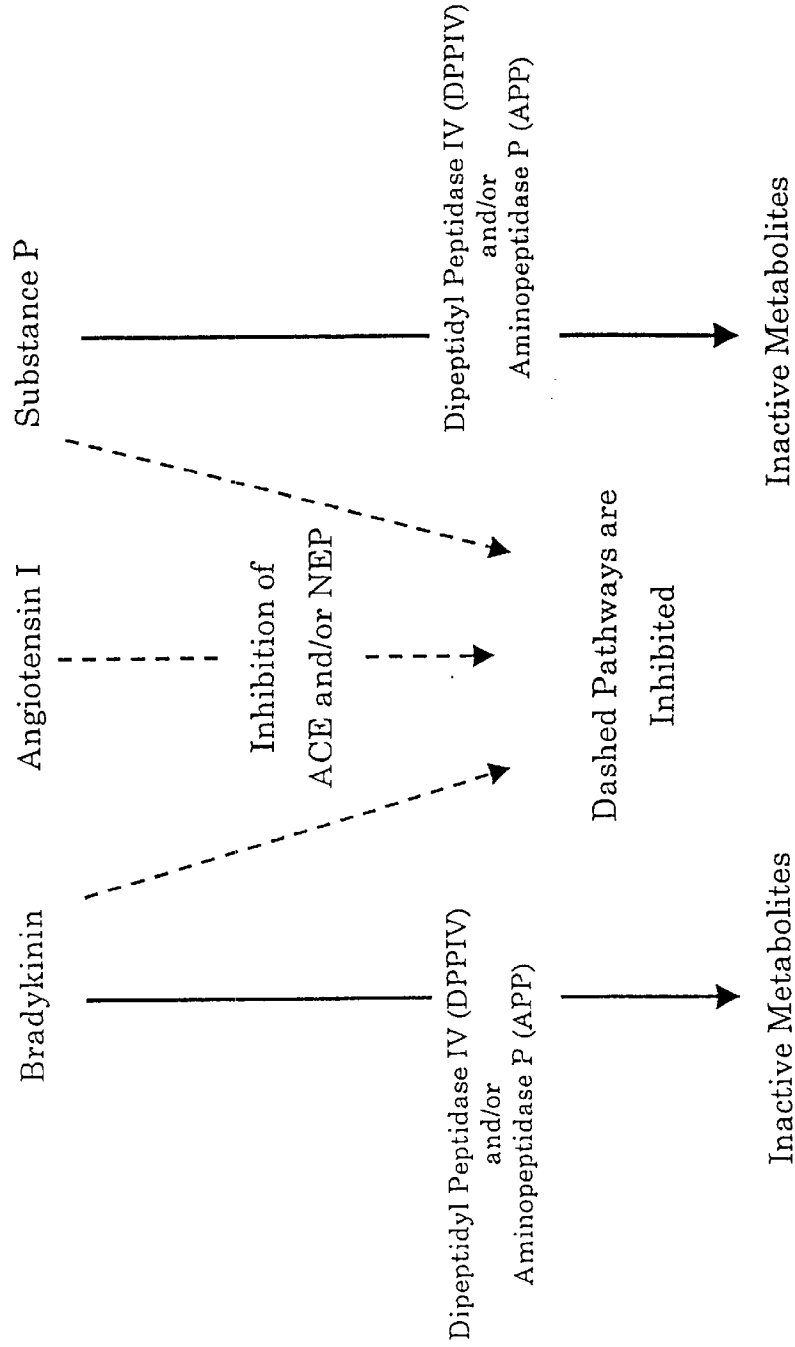 Bradykinin
Angiotensin I
Substance P
Inhibition of
ACE and/or NEP
Dipeptidyl Peptidase IV (DPPIV)
and/or
Aminopeptidase P (APP)
Dipeptidyl Peptidase IV (DPPIV)
and/or
Aminopeptidase P (APP)
Dashed Pathways are
Inhibited
Inactive Metabolites
Inactive Metabolites